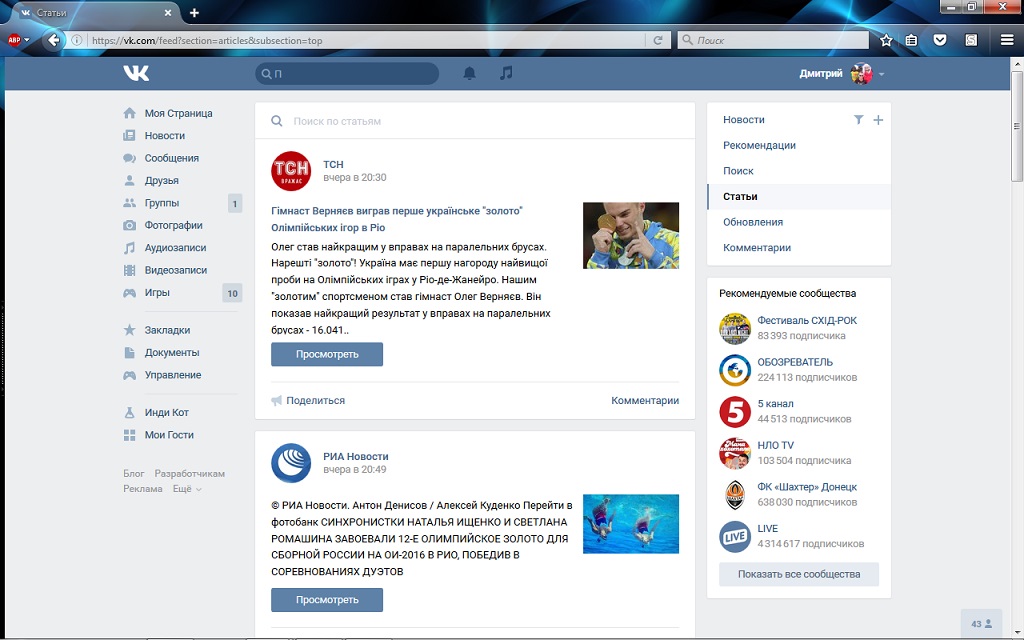 Статьи
ABP
https://vk.com/feed?section=articles&subsection=top
Поиск
П
Дмитрий
Моя Страница
Новости
Сообщения
Друзья
Группы 1
Фотографии
Аудиозаписи
Видеозаписи
Игры 10
Закладки
Документы
Управление
Инди Кот
Мои Гости
Блог Разработчикам
Реклама Ещё
Поиск по статьям
ТСН
ВРАЖАЄ
ТСН
вчера в 20:30
Гімнаст Верняєв виграв перше українське "золото"
Олімпійських ігор в Ріо
Олег став найкращим у вправах на паралельних брусах.
Нарешті "золото"! Україна має першу нагороду найвищої
проби на Олімпійських іграх у Ріо-де-Жанейро. Нашим
"золотим" спортсменом став гімнаст Олег Верняєв. Він
показав найкращий результат у вправах на паралельних
брусах - 16.041..
Просмотреть
Поделиться
Комментарии
РИА Новости
вчера в 20:49
© РИА Новости. Антон Денисов / Алексей Куденко Перейти в
фотобанк СИНХРОНИСТКИ НАТАЛЬЯ ИЩЕНКО И СВЕТЛАНА
РОМАШИНА ЗАВОЕВАЛИ 12-Е ОЛИМПИЙСКОЕ ЗОЛОТО ДЛЯ
СБОРНОЙ РОССИИ НА ОИ-2016 В РИО, ПОБЕДИВ В
СОРЕВНОВАНИЯХ ДУЭТОВ
Просмотреть
Новости
Рекомендации
Поиск
Статьи
Обновления
Комментарии
Рекомендуемые сообщества
Фестиваль СХІД-РОК
83 393 подписчика
ОБОЗРЕВАТЕЛЬ
224 113 подписчиков
5
5 канал
44 513 подписчиков
НЛО TV
103 504 подписчика
ФК «Шахтер» Донецк
638 030 подписчиков
LIVE
LIVE
4 314 617 подписчиков
Показать все сообщества
43